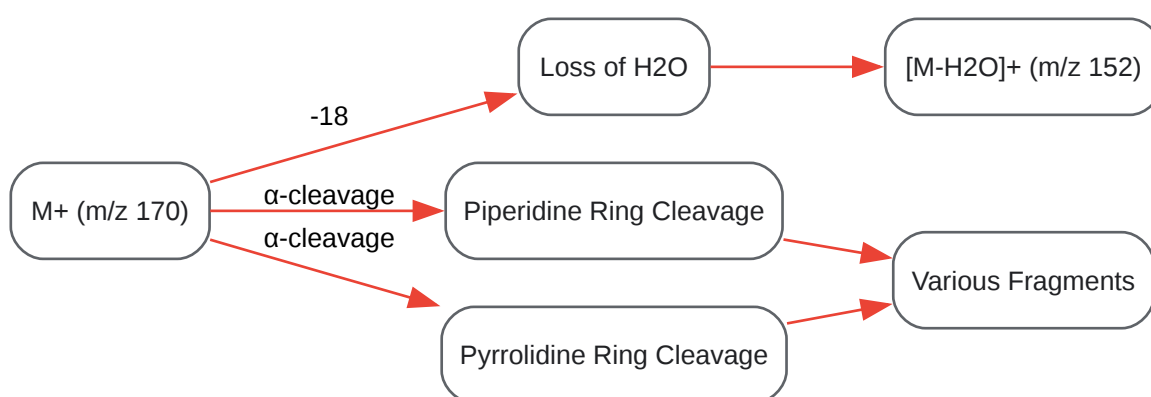 Loss of H2O
[M-H2O]+ (m/z 152)
-18
M+ (m/z 170)
α-cleavage
Piperidine Ring Cleavage
α-cleavage
Various Fragments
Pyrrolidine Ring Cleavage